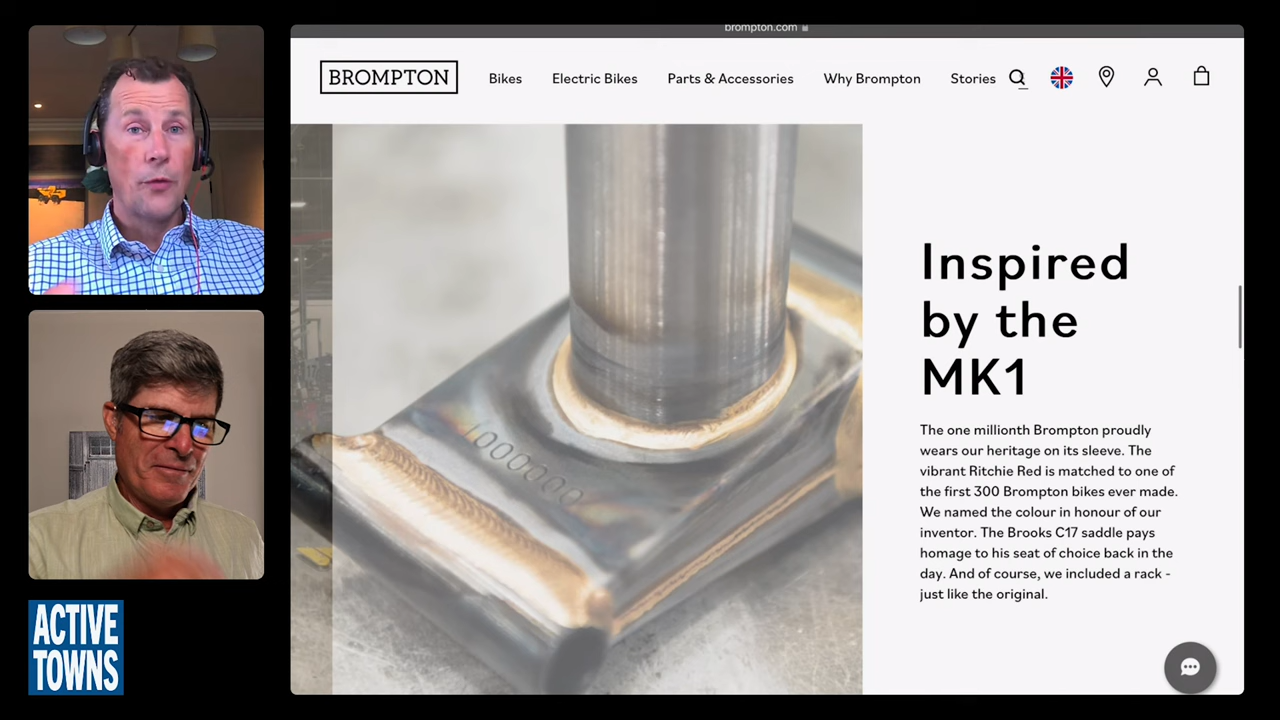 brompton.com
BROMPTON
Bikes
Electric Bikes
Parts & Accessories
Why Brompton
Stories
1000000
Inspired
by the
MK1
The one millionth Brompton proudly
wears our heritage on its sleeve. The
vibrant Ritchie Red is matched to one of
the first 300 Brompton bikes ever made.
We named the colour in honour of our
inventor. The Brooks C17 saddle pays
homage to his seat of choice back in the
day. And of course, we included a rack -
just like the original.
ACTIVE
TOWNS